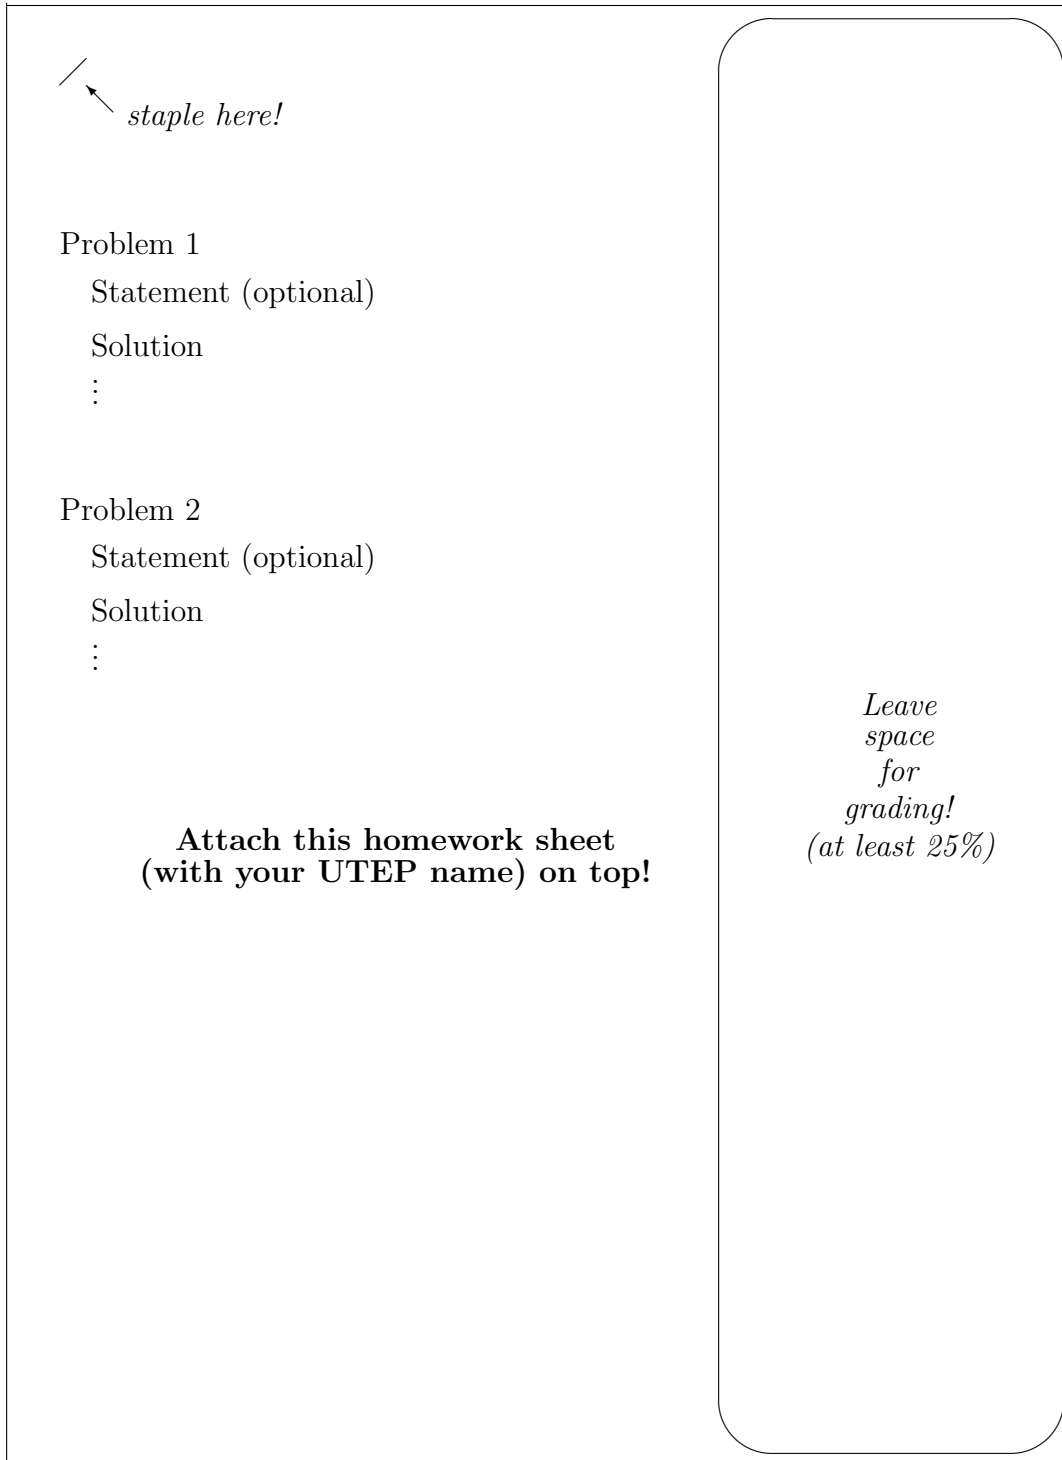 staple here!
Problem 1
Statement (optional)
Solution
⋮
Problem 2
Statement (optional)
Solution
⋮
Attach this homework sheet
(with your UTEP name) on top!
Leave
space
for
grading!
(at least 25%)